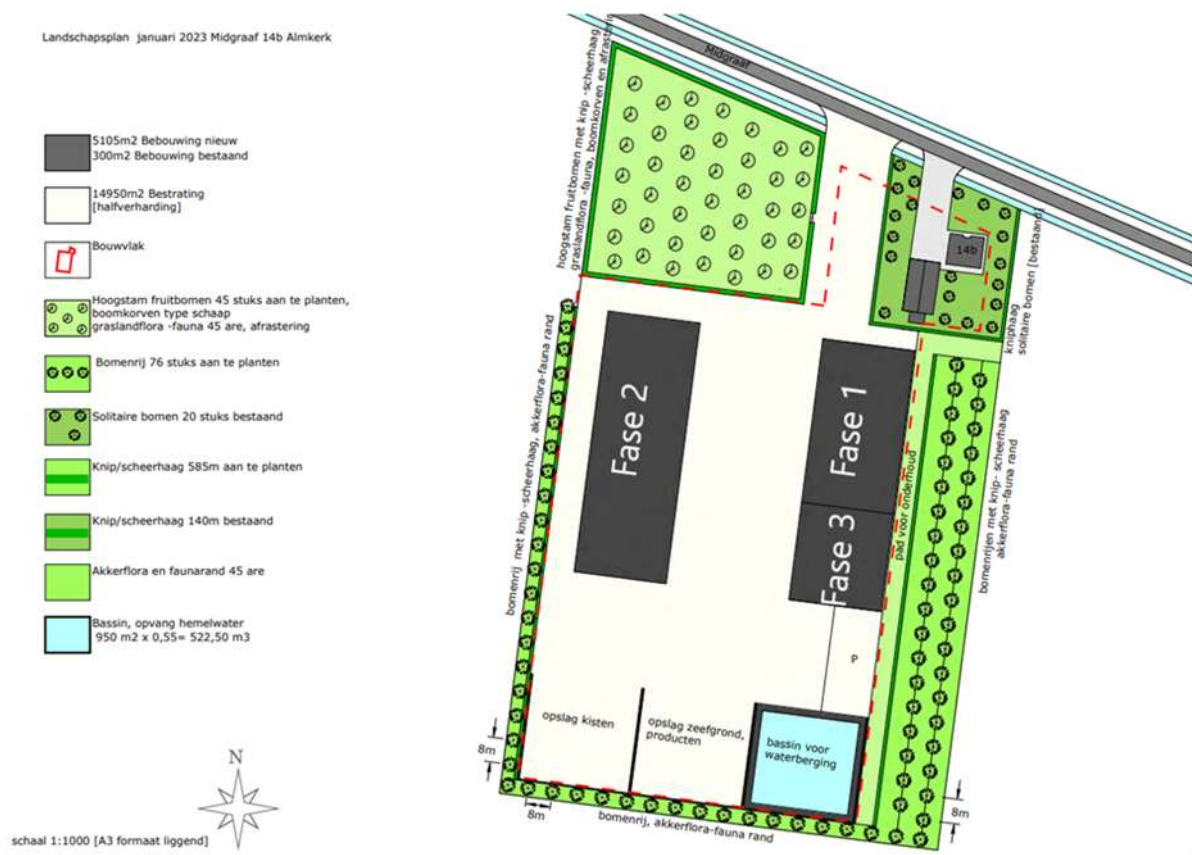 Landschapsplan januari 2023 Midgraaf 14b Almkerk
5105m2 Bebouwing nieuw
300m2 Bebouwing bestaand
14950m2 Bestrating
[halfverharding]
Bouwvlak
Hoogstam fruitbomen 45 stuks aan te planten,
boomkorven type schaap
graslandflora -fauna 45 are, afrastering
Bomenrij 76 stuks aan te planten
Solitaire bomen 20 stuks bestaand
Knip/scheerhaag 585m aan te planten
Knip/scheerhaag 140m bestaand
Akkerflora en faunarand 45 are
Bassin, opvang hemelwater
950 m2 x 0,55= 522,50 m3
N
schaal 1:1000 [A3 formaat liggend]
Midgraaf
hoogstam fruitbomen met knip -scheerhaag
graslandflora -fauna, boomkorven en afrastering
14b
kniphaag
solitaire bomen [bestaand]
bomenrij met knip -scheerhaag, akkerflora-fauna rand
Fase 2
Fase 1
Fase 3
pad voor onderhoud
bomenrijen met knip- scheerhaag
akkerflora-fauna rand
P
opslag kisten
opslag zeefgrond,
producten
bassin voor
waterberging
8m
8m
8m
bomenrij, akkerflora-fauna rand